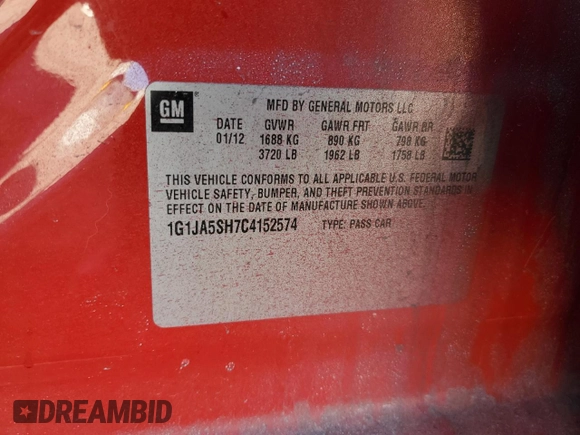 GM
MFD BY GENERAL MOTORS LLC
DATE GVWR GAWR FRT GAWR RR
01/12 1688 KG 890 KG 798 KG
3720 LB 1962 LB 1758 LB
THIS VEHICLE CONFORMS TO ALL APPLICABLE U.S. FEDERAL MOTOR
VEHICLE SAFETY, BUMPER, AND THEFT PREVENTION STANDARDS IN
EFFECT ON THE DATE OF MANUFACTURE SHOWN ABOVE.
1G1JA5SH7C4152574 TYPE: PASS CAR
DREAMBID